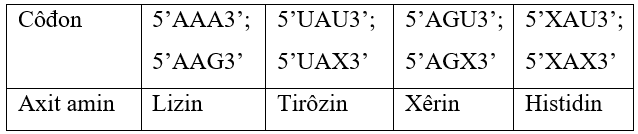 Côđon 5’AAA3’; 5’UAU3’; 5’AGU3’; 5’XAU3’;
5’AAG3’ 5’UAX3’ 5’AGX3’ 5’XAX3’
Axit amin Lizin Tirôzin Xêrin Histidin